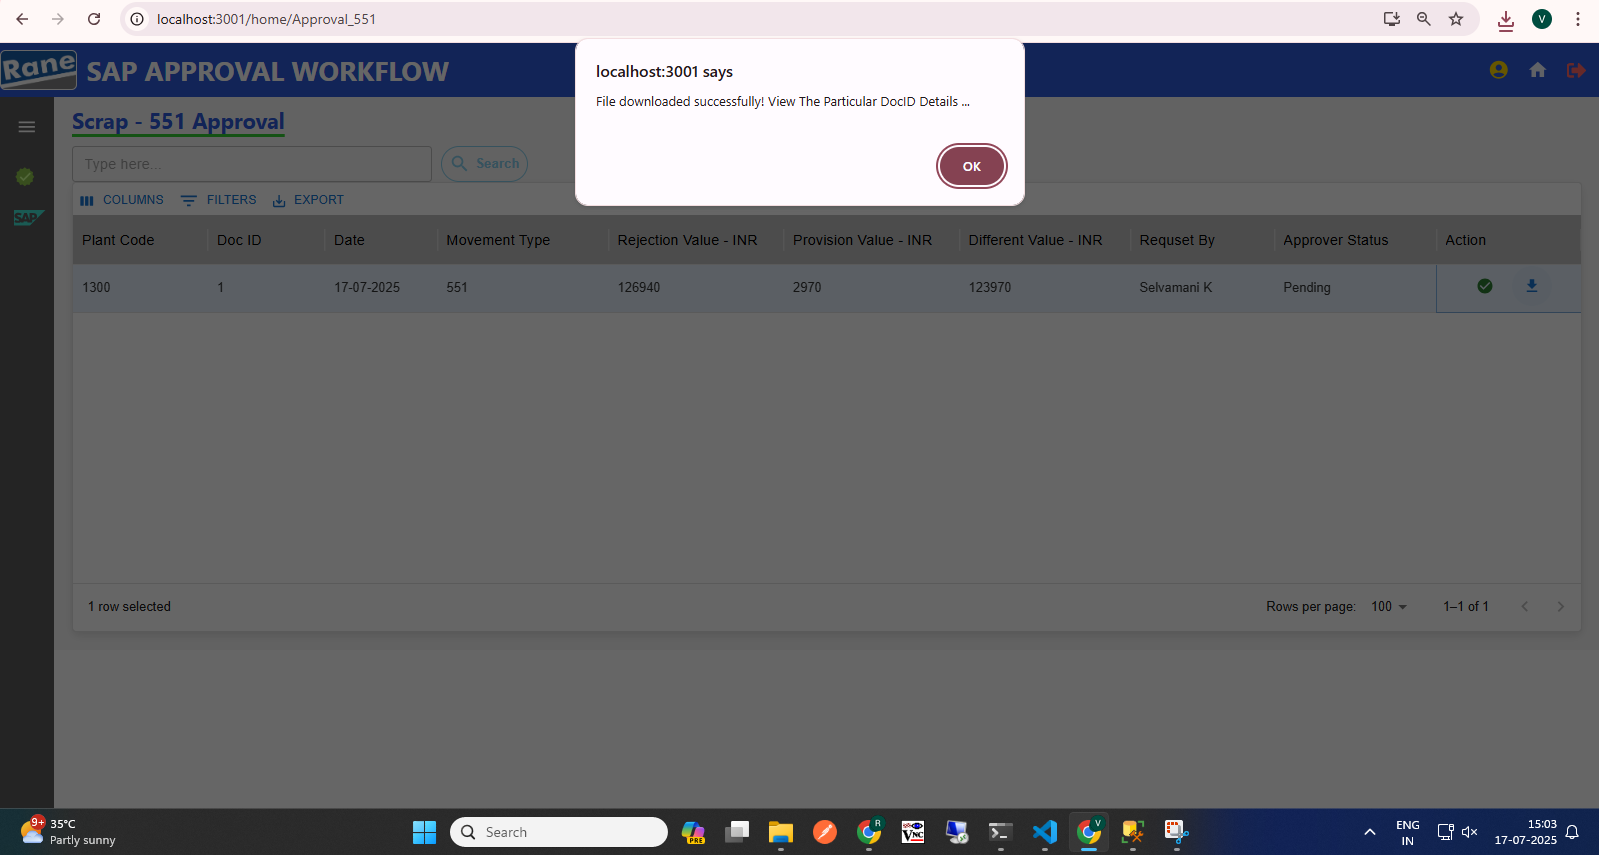 localhost:3001/home/Approval_551
V
Rane
SAP APPROVAL WORKFLOW
localhost:3001 says
File downloaded successfully! View The Particular DocID Details ...
OK
Scrap - 551 Approval
Type here...
Search
SAP
COLUMNS
FILTERS
EXPORT
Plant Code Doc ID Date Movement Type Rejection Value - INR Provision Value - INR Different Value - INR Requset By Approver Status Action
1300 1 17-07-2025 551 126940 2970 123970 Selvamani K Pending
1 row selected
Rows per page: 100
1–1 of 1
9+
35°C
Partly sunny
Search
PRE
R
VNC
V
ENG
IN
15:03
17-07-2025